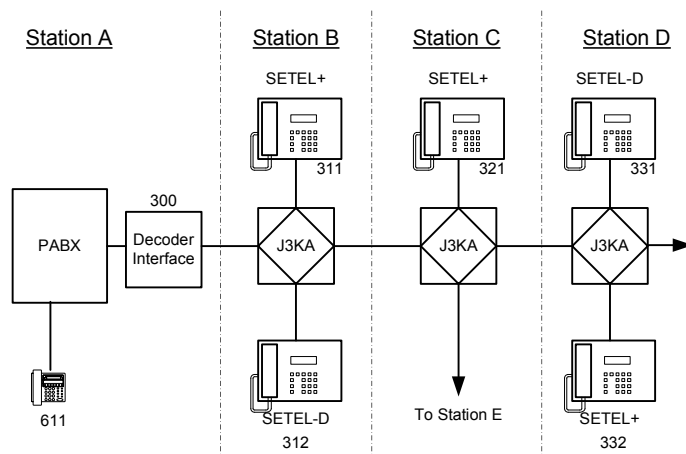 Station A
Station B
Station C
Station D
SETEL+
SETEL+
SETEL-D
311
321
331
300
PABX
Decoder
Interface
J3KA
J3KA
J3KA
611
SETEL-D
312
To Station E
SETEL+
332